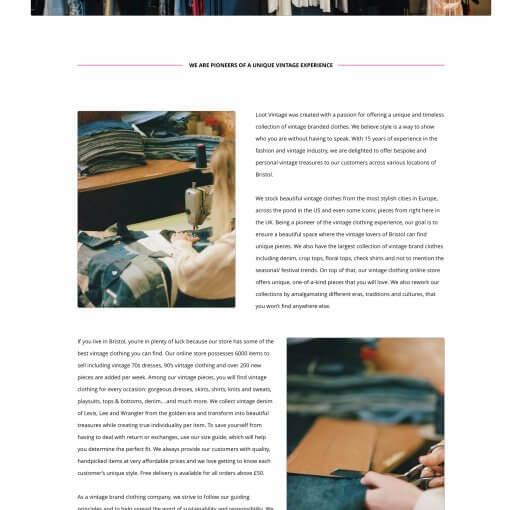 WE ARE PIONEERS OF A UNIQUE VINTAGE EXPERIENCE
Loot Vintage was created with a passion for offering a unique and timeless
collection of vintage branded clothes. We believe style is a way to show
who you are without having to speak. With 15 years of experience in the
fashion and vintage industry, we are delighted to offer bespoke and
personal vintage treasures to our customers across various locations of
Bristol.
We stock beautiful vintage clothes from the most stylish cities in Europe,
across the pond in the US and even some iconic pieces from right here in
the UK. Being a pioneer of the vintage clothing experience, our goal is to
ensure a beautiful space where the vintage lovers of Bristol can find
unique pieces. We also have the largest collection of vintage brand clothes
including denim, crop tops, floral tops, check shirts and not to mention the
seasonal/ festival trends. On top of that, our vintage clothing online store
offers unique, one-of-a-kind pieces that you will love. We also rework our
collections by amalgamating different eras, traditions and cultures, that
you won't find anywhere else.
If you live in Bristol, you're in plenty of luck because our store has some of the
best vintage clothing you can find. Our online store possesses 6000 items to
sell including vintage 70s dresses, 90's vintage clothing and over 200 new
pieces are added per week. Among our vintage pieces, you will find vintage
clothing for every occasion: gorgeous dresses, skirts, shirts, knits and sweats,
playsuits, tops & bottoms, denim...and much more. We collect vintage denim
of Levis, Lee and Wrangler from the golden era and transform into beautiful
treasures while creating true individuality per item. To save yourself from
having to deal with return or exchanges, use our size guide, which will help
you determine the perfect fit. We always provide our customers with quality,
handpicked items at very affordable prices and we love getting to know each
customer's unique style. Free delivery is available for all orders above £50.
As a vintage brand clothing company, we strive to follow our guiding
principles and to help spread the word of sustainability and responsibility. We